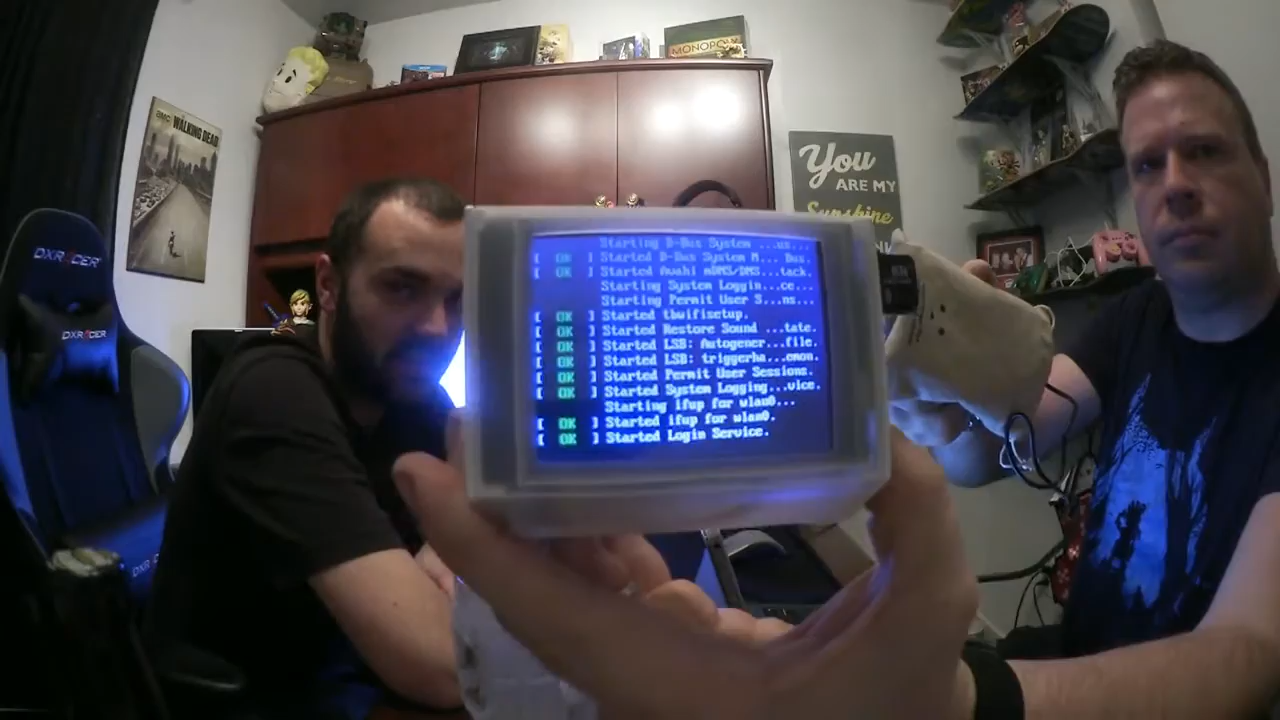 MONOPOLY
AMC THE WALKING DEAD
You
ARE MY
Sunshine
DXRACER
DXRACER
DXR
Starting D-Bus System ...us...
[ OK ] Started D-Bus System M... Bus.
[ OK ] Started Avahi mDNS/DNS...tack.
Starting System Loggin...ce...
Starting Permit User S...ns...
[ OK ] Started tbwifisetup.
[ OK ] Started Restore Sound ...tate.
[ OK ] Started LSB: Autogener...file.
[ OK ] Started LSB: triggerha...emon.
[ OK ] Started Permit User Sessions.
[ OK ] Started System Logging...vice.
Starting ifup for wlan0...
[ OK ] Started ifup for wlan0.
[ OK ] Started Login Service.